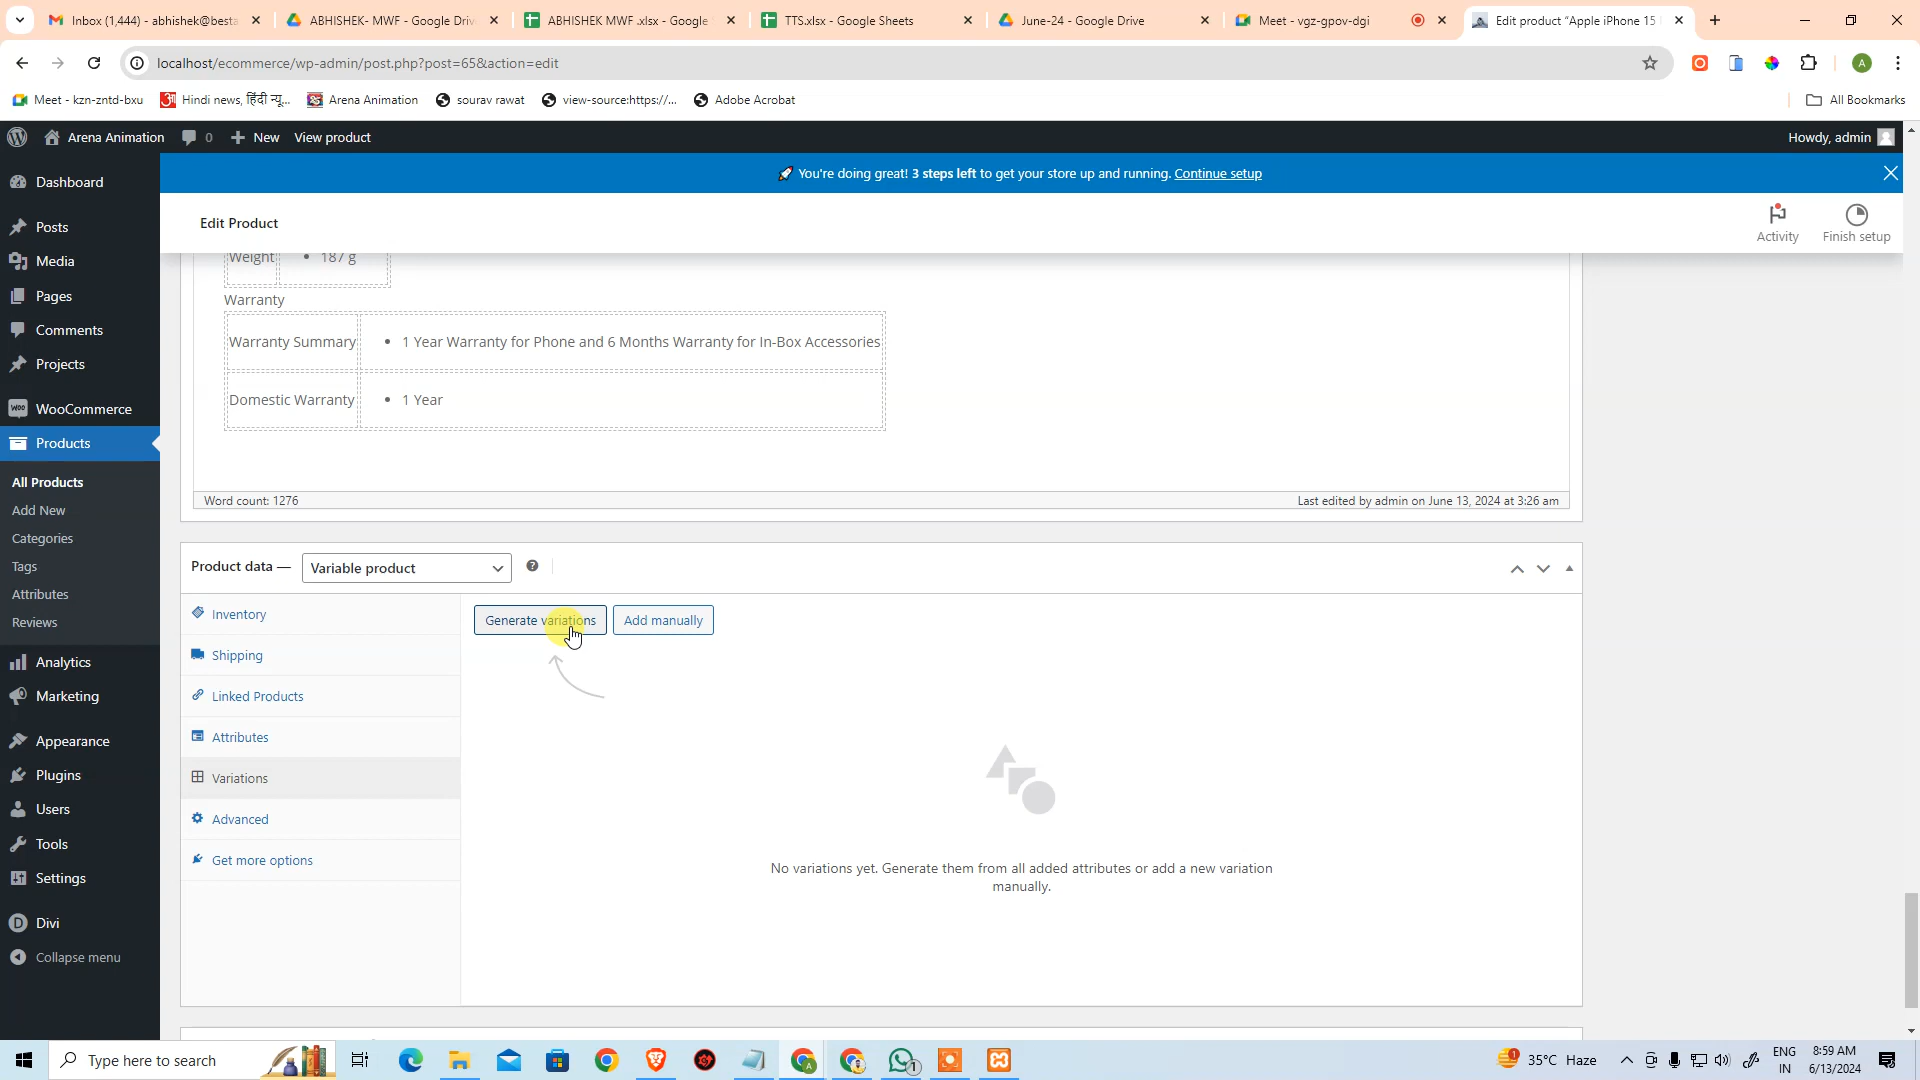 Inbox (1,444) - abhishek@besta
ABHISHEK- MWF - Google Driv
ABHISHEK MWF .xlsx - Google
TTS.xlsx - Google Sheets
June-24 - Google Drive
Meet - vgz-gpov-dgi
Edit product "Apple iPhone 15
localhost/ecommerce/wp-admin/post.php?post=65&action=edit
A
Meet - kzn-zntd-bxu
Hindi news, हिंदी न्यू...
Arena Animation
sourav rawat
view-source:https://...
Adobe Acrobat
All Bookmarks
Arena Animation
0
New
View product
Howdy, admin
You're doing great! 3 steps left to get your store up and running. Continue setup
Edit Product
Activity
Finish setup
Dashboard
Posts
Media
Pages
Comments
Projects
WooCommerce
Products
All Products
Add New
Categories
Tags
Attributes
Reviews
Analytics
Marketing
Appearance
Plugins
Users
Tools
Settings
Divi
Collapse menu
Weight
• 187 g
Warranty
Warranty Summary
• 1 Year Warranty for Phone and 6 Months Warranty for In-Box Accessories
Domestic Warranty
• 1 Year
Word count: 1276
Last edited by admin on June 13, 2024 at 3:26 am
Product data —
Variable product
Inventory
Shipping
Linked Products
Attributes
Variations
Advanced
Get more options
Generate variations
Add manually
No variations yet. Generate them from all added attributes or add a new variation
manually.
Type here to search
1
35°C Haze
ENG
IN
8:59 AM
6/13/2024